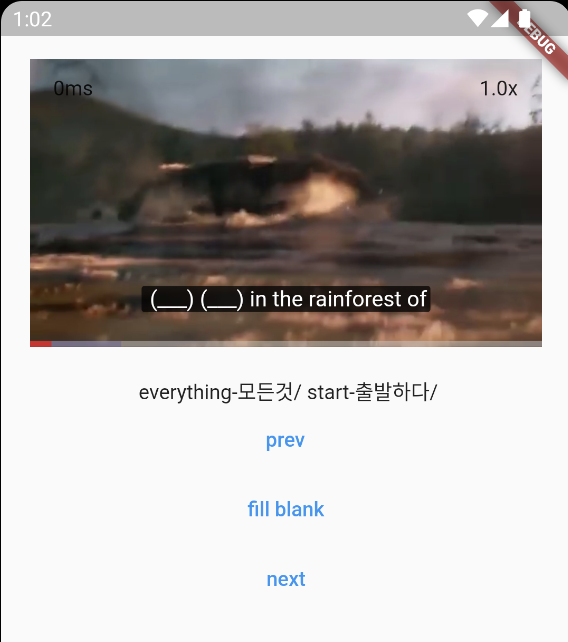 1:02
DEBUG
0ms 1.0x
(___) (___) in the rainforest of
everything-모든것/ start-출발하다/
prev
fill blank
next